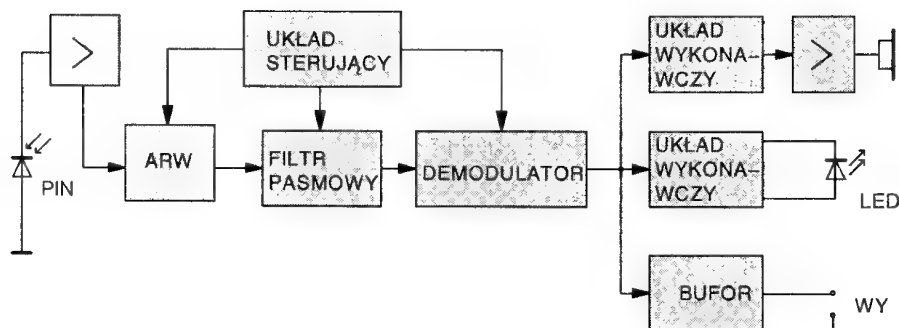 >
UKŁAD
STERUJĄCY
UKŁAD
WYKONA-
WCZY
>
PIN
ARW
FILTR
PASMOWY
DEMODULATOR
UKŁAD
WYKONA-
WCZY
LED
BUFOR
WY